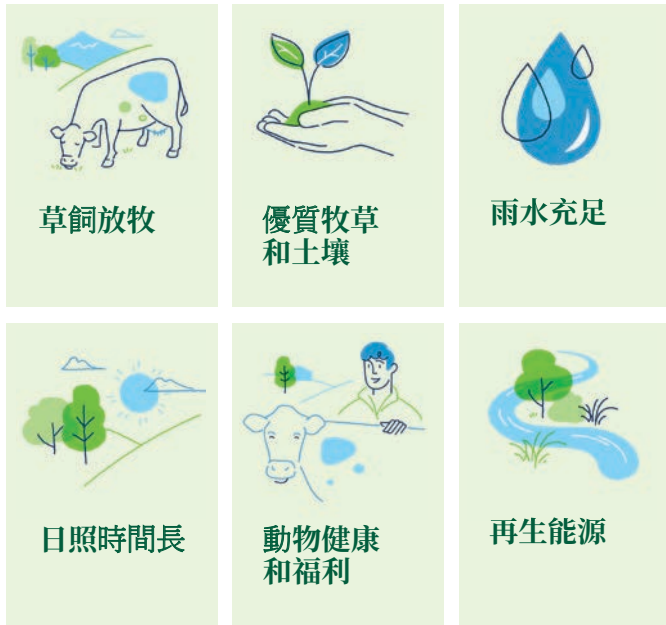 草飼放牧
優質牧草
和土壤
雨水充足
日照時間長
動物健康
和福利
再生能源